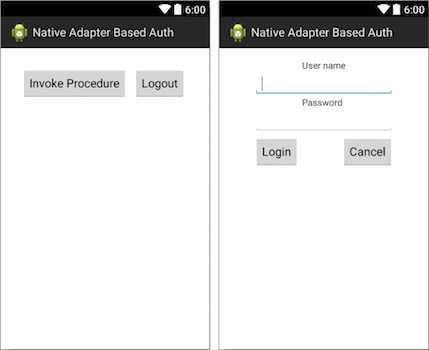 6:00
Native Adapter Based Auth
Invoke Procedure Logout
6:00
Native Adapter Based Auth
User name
Password
Login Cancel